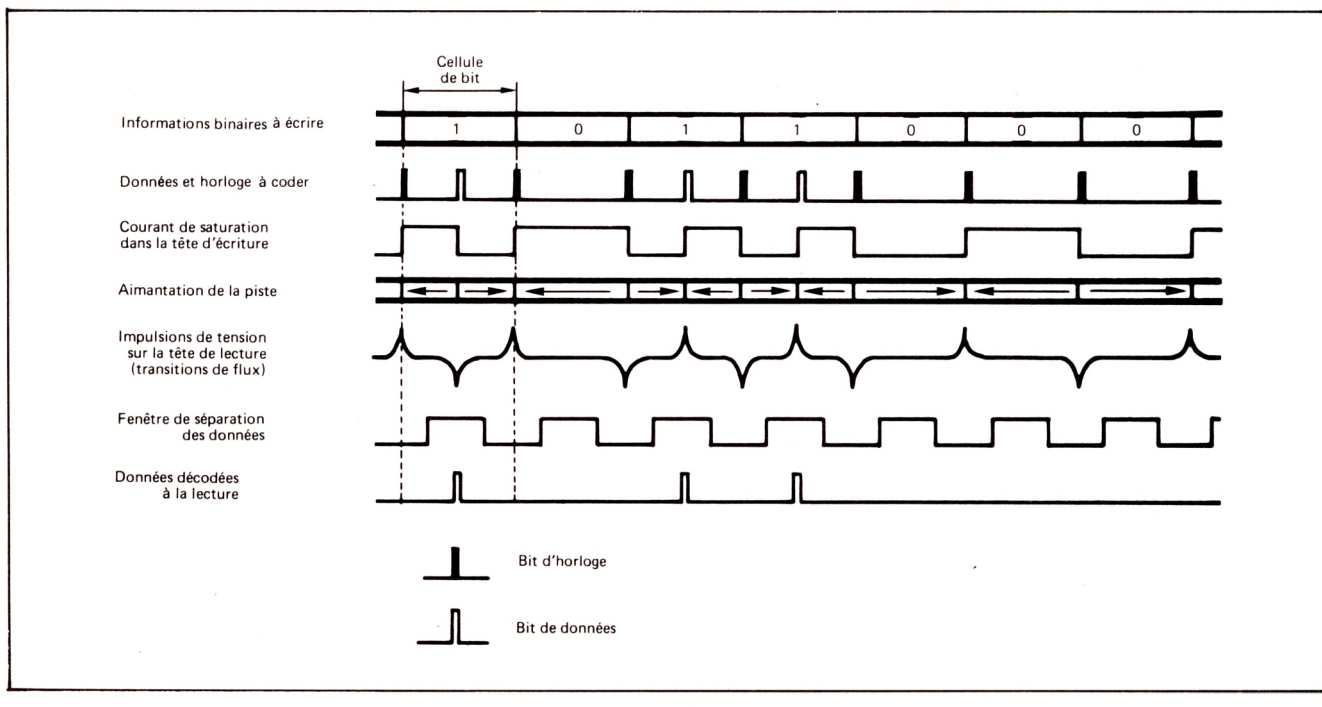 Cellule
de bit
Informations binaires à écrire
1 0 1 1 0 0 0
Données et horloge à coder
Courant de saturation
dans la tête d'écriture
Aimantation de la piste
Impulsions de tension
sur la tête de lecture
(transitions de flux)
Fenêtre de séparation
des données
Données décodées
à la lecture
Bit d'horloge
Bit de données